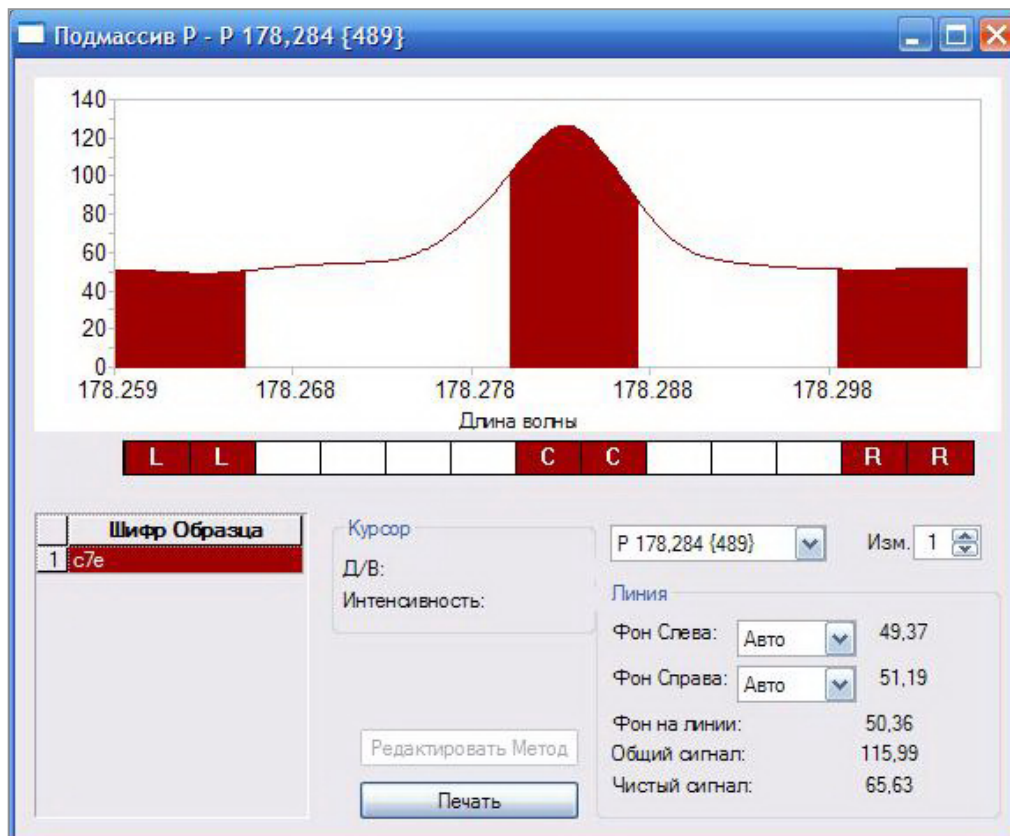 Подмассив P - P 178,284 {489}
140
120
100
80
60
40
20
0
178.259 178.268 178.278 178.288 178.298
Длина волны
L L C C R R
Шифр Образца
1 c7e
Курсор
Д/В:
Интенсивность:
P 178,284 {489} Изм. 1
Линия
Фон Слева: Авто 49,37
Фон Справа: Авто 51,19
Фон на линии: 50,36
Общий сигнал: 115,99
Чистый сигнал: 65,63
Редактировать Метод
Печать